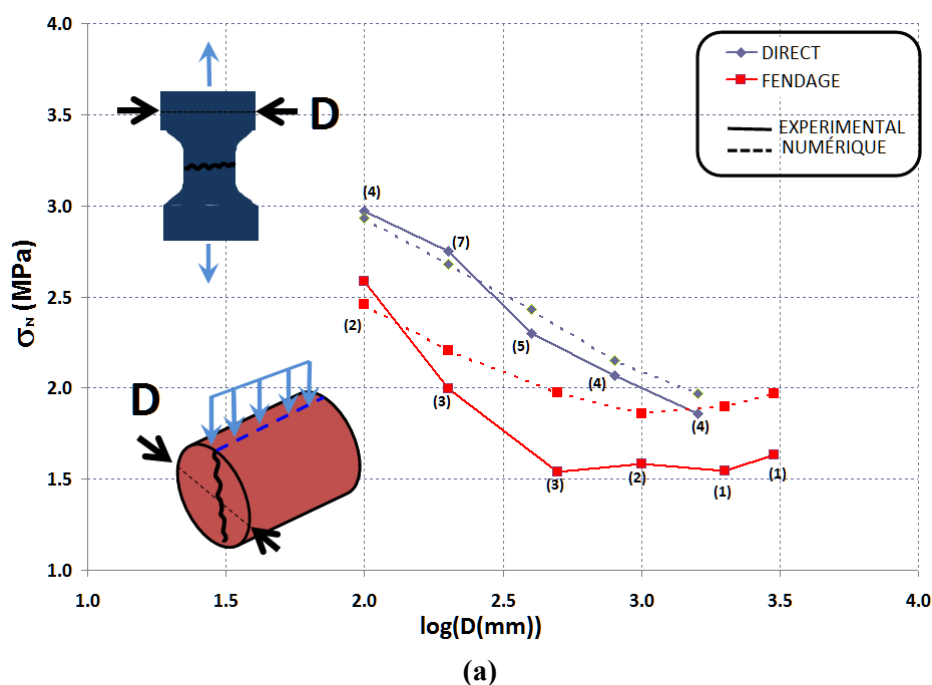 4.0
3.5
3.0
2.5
2.0
1.5
1.0
σN (MPa)
DIRECT
FENDAGE
EXPERIMENTAL
NUMÉRIQUE
D
D
(4)
(7)
(5)
(4)
(4)
(2)
(3)
(3)
(2)
(1)
(1)
1.0 1.5 2.0 2.5 3.0 3.5 4.0
log(D(mm))
(a)